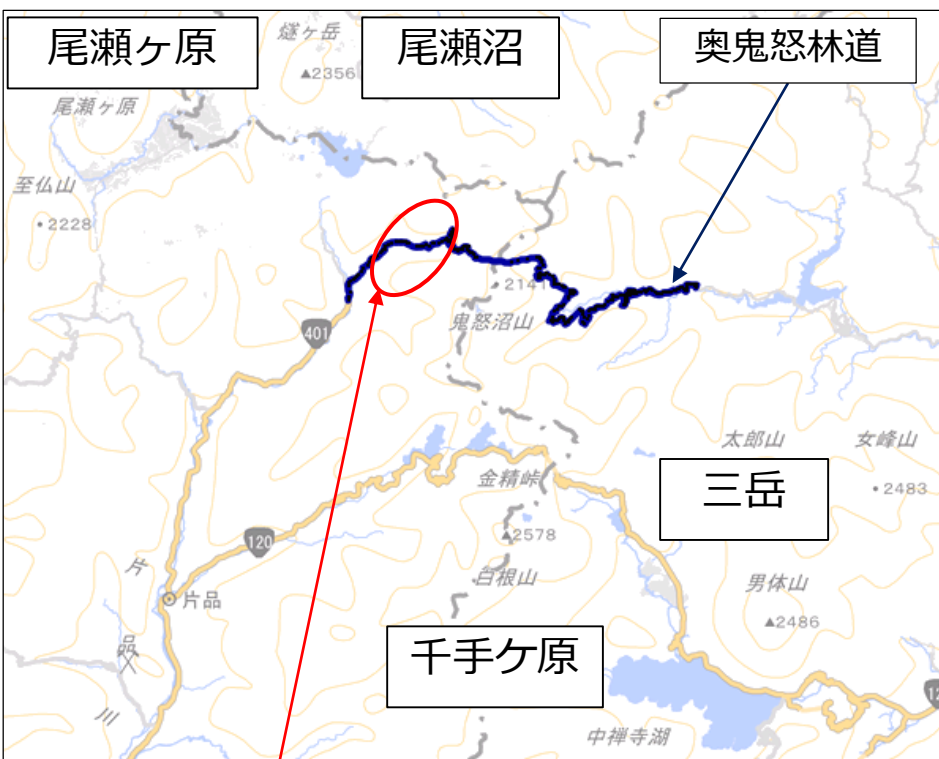 尾瀬ヶ原
燧ヶ岳
▲2356
尾瀬沼
奥鬼怒林道
尾瀬ヶ原
至仏山
・2228
・2141
鬼怒沼山
401
太郎山
女峰山
・2483
三岳
金精峠
▲2578
白根山
120
片品
男体山
▲2486
片
品
川
千手ケ原
中禅寺湖
12